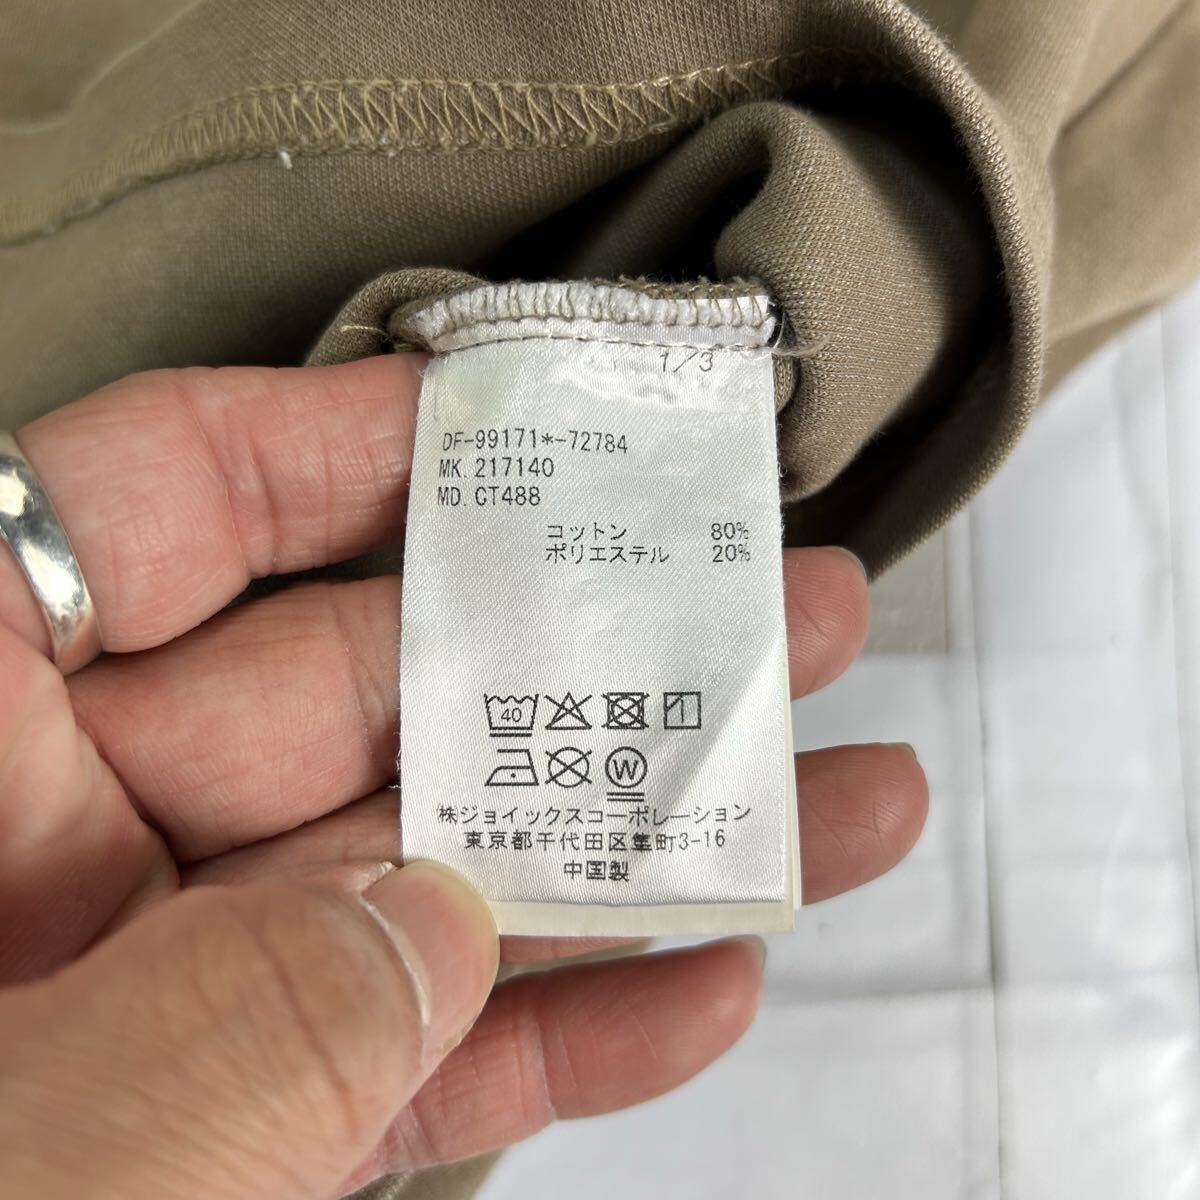 1/3
DF-99171*-72784
MK. 217140
MD. CT488
コットン 80%
ポリエステル 20%
40
W
㈱ジョイックスコーポレーション
東京都千代田区隼町3-16
中国製